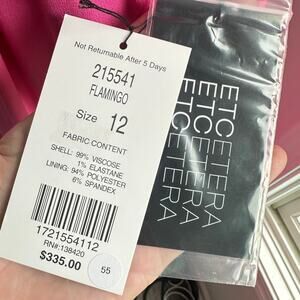 Not Returnable After 5 Days
215541
FLAMINGO
Size 12
FABRIC CONTENT
SHELL: 99% VISCOSE
1% ELASTANE
LINING: 94% POLYESTER
6% SPANDEX
1721554112
RN#:138420
$335.00
55
ETCETERA
ETCETERA
ETCETERA